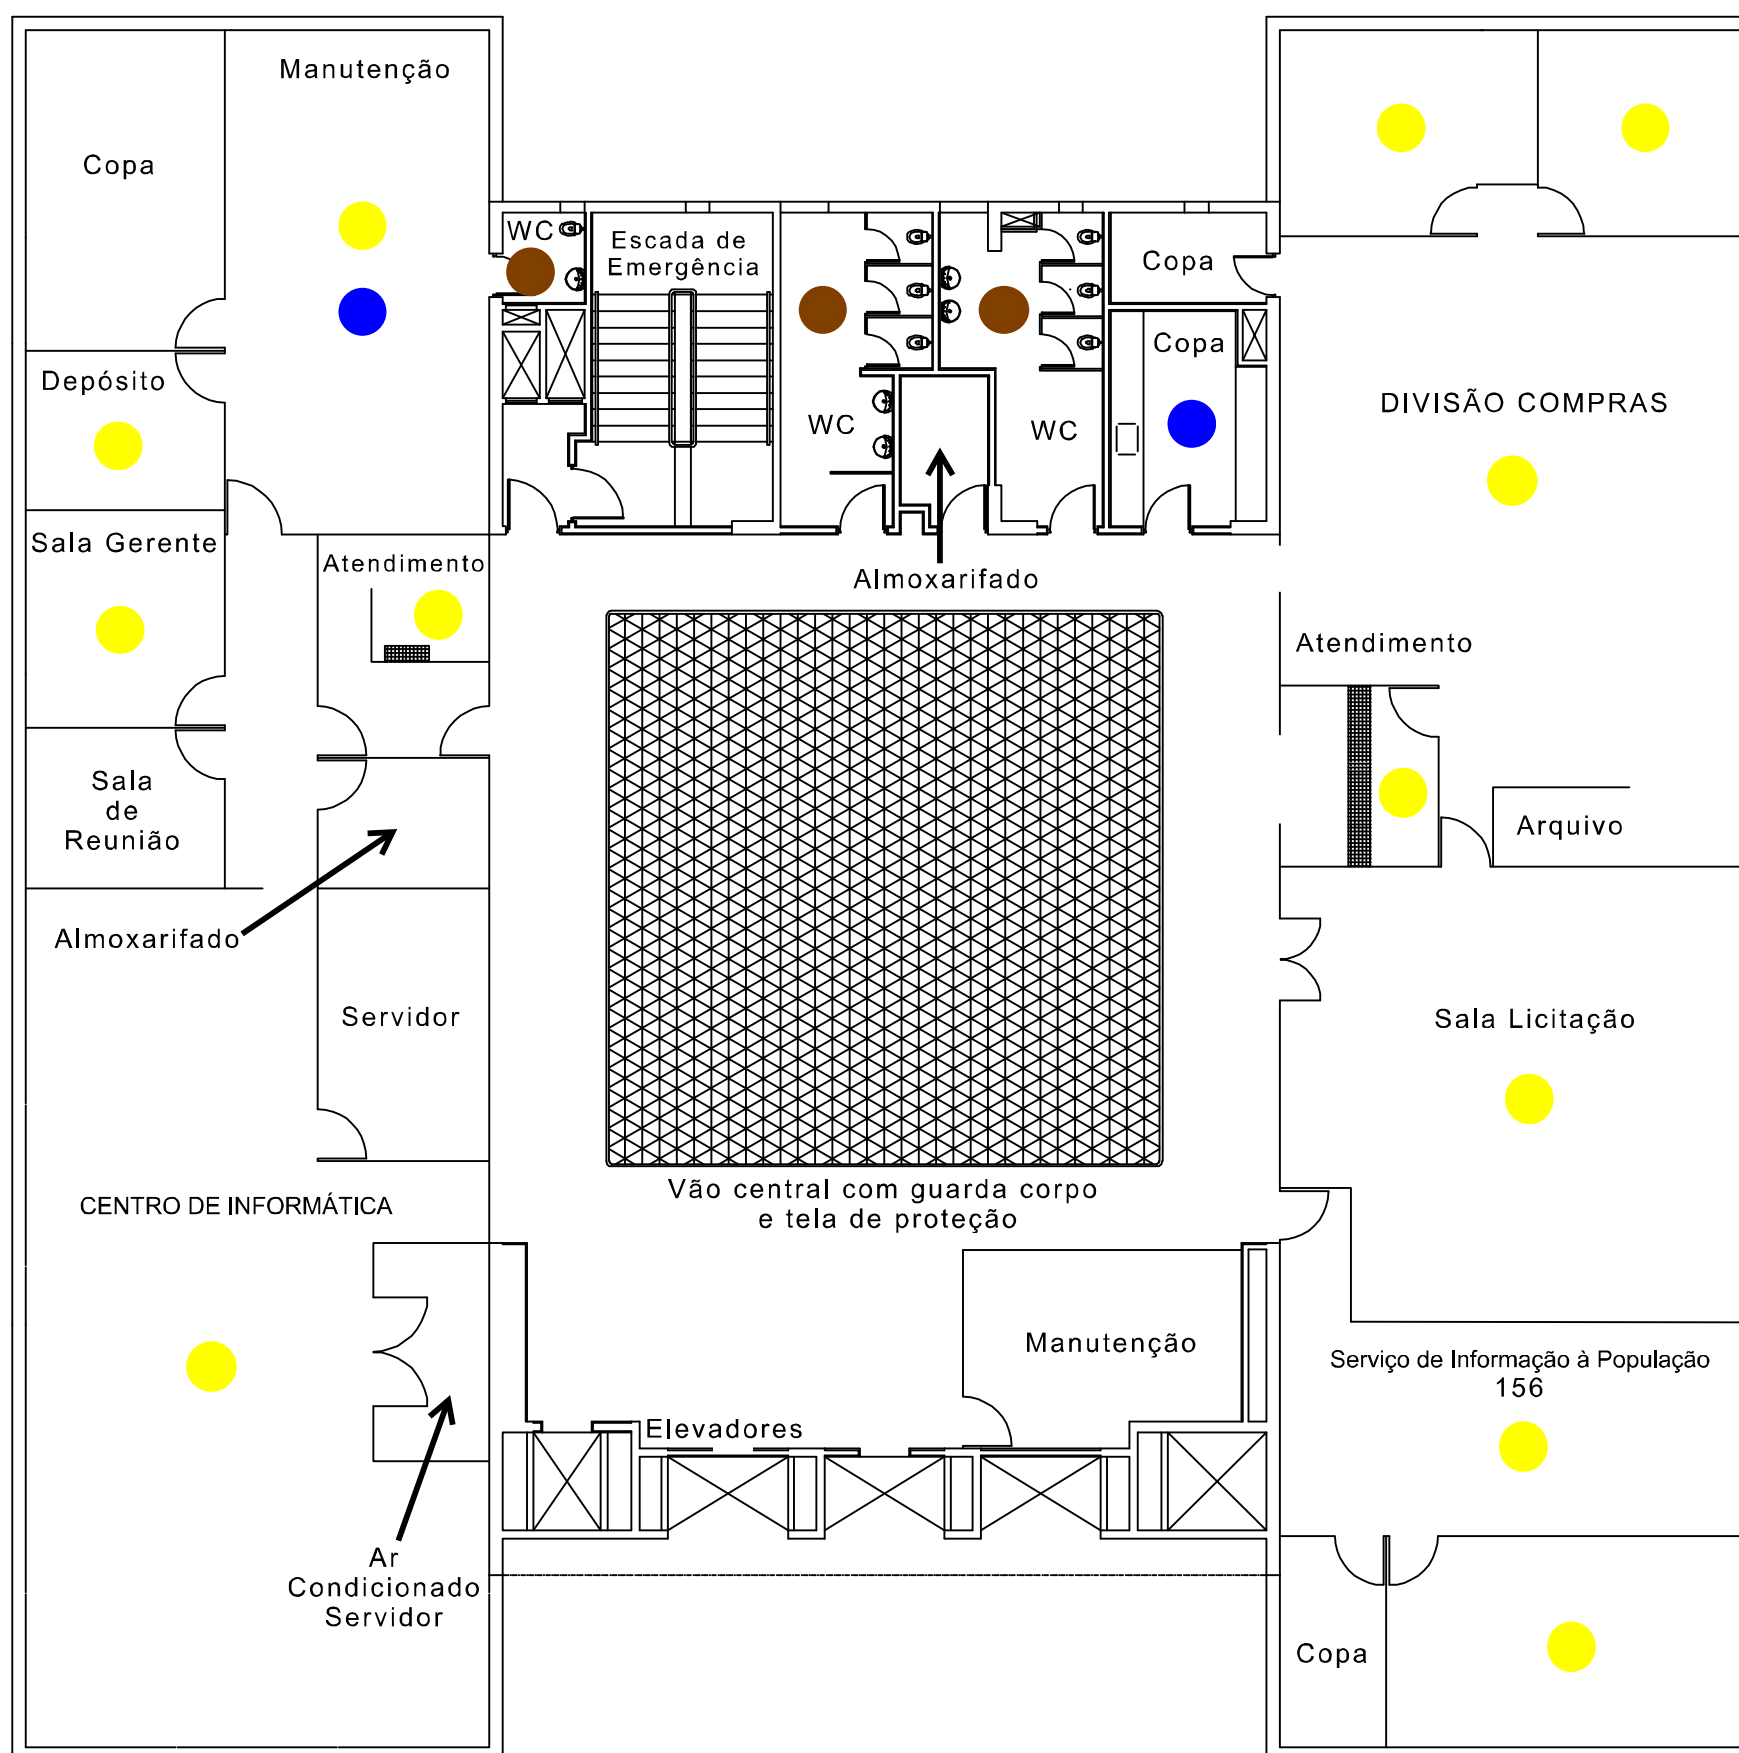 Manutenção
Copa
WC
Escada de
Emergência
Copa
Copa
Depósito
DIVISÃO COMPRAS
WC
WC
Sala Gerente
Atendimento
Almoxarifado
Atendimento
Sala
de
Reunião
Arquivo
Almoxarifado
Servidor
Sala Licitação
CENTRO DE INFORMÁTICA
Vão central com guarda corpo
e tela de proteção
Manutenção
Serviço de Informação à População
156
Elevadores
Ar
Condicionado
Servidor
Copa